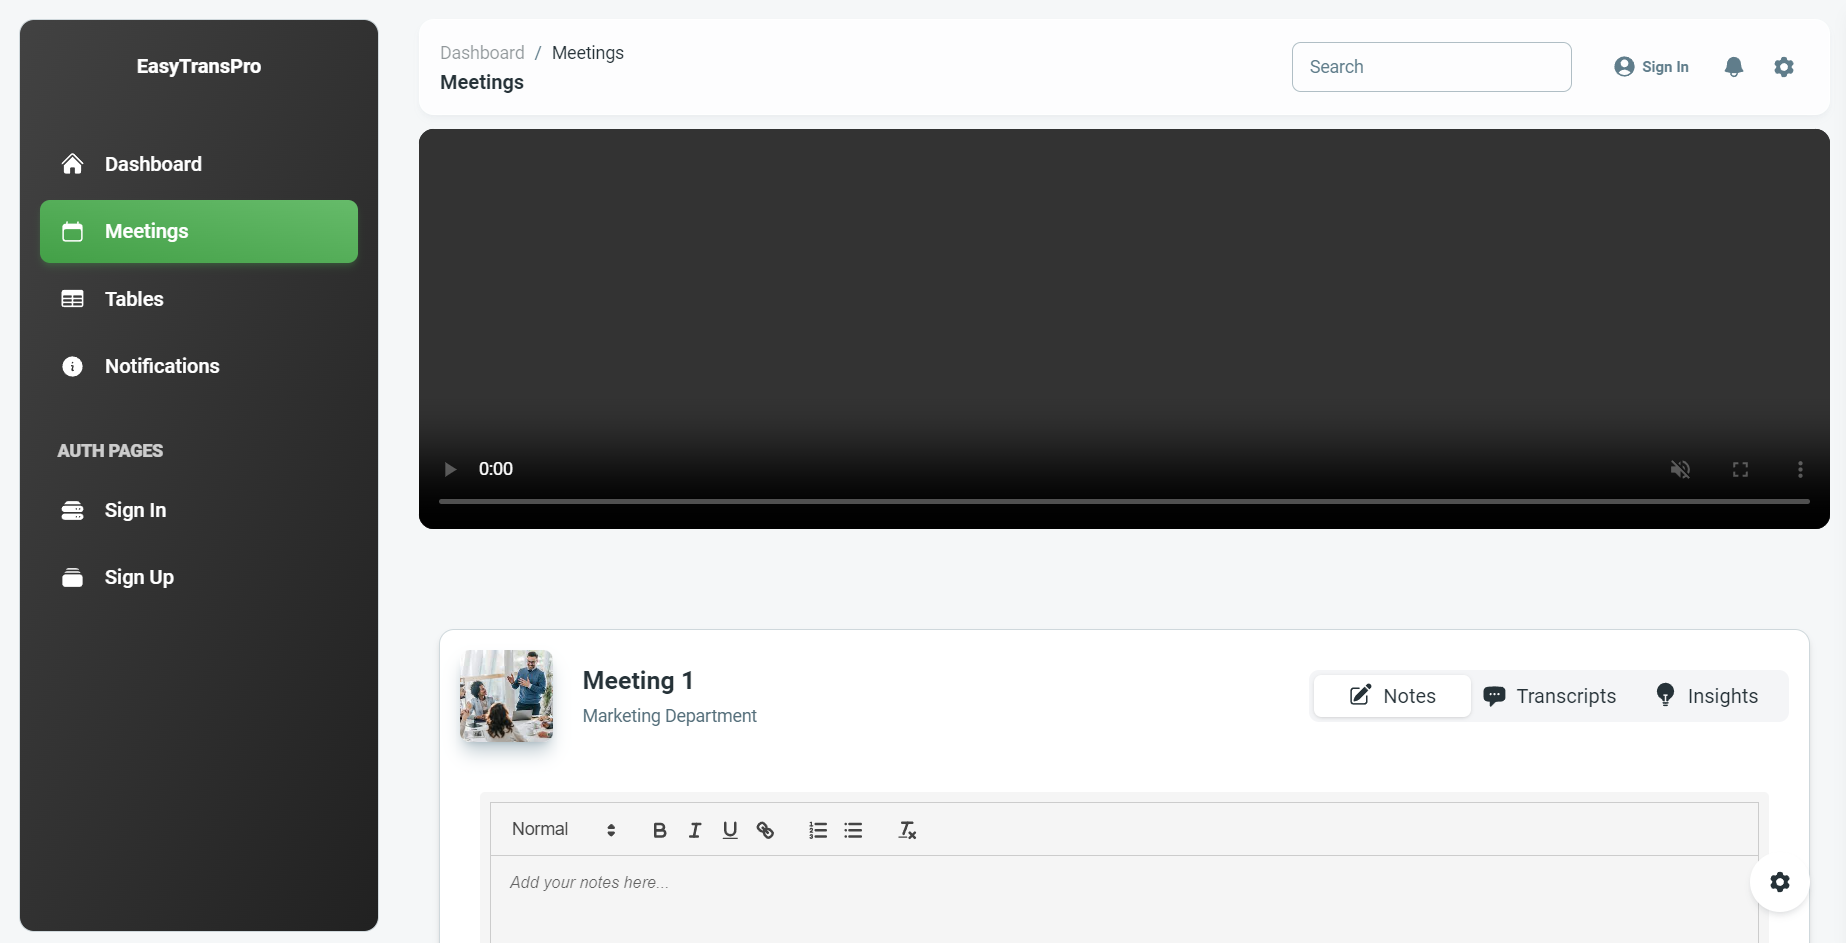 EasyTransPro
Dashboard
Meetings
Tables
Notifications
AUTH PAGES
Sign In
Sign Up
Dashboard / Meetings
Meetings
Search
Sign In
0:00
Meeting 1
Marketing Department
Notes
Transcripts
Insights
Normal
Add your notes here...